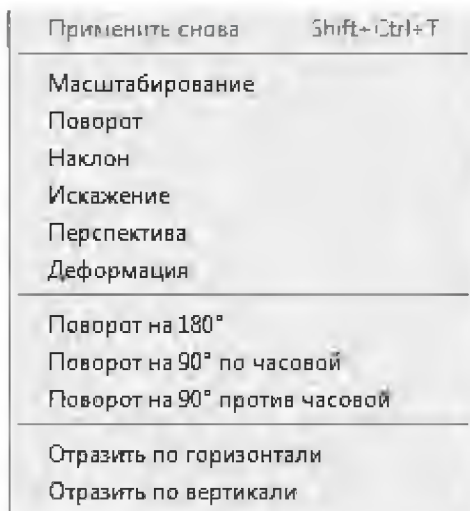 Применить снова Shift+Ctrl+T
Масштабирование
Поворот
Наклон
Искажение
Перспектива
Деформация
Поворот на 180°
Поворот на 90° по часовой
Поворот на 90° против часовой
Отразить по горизонтали
Отразить по вертикали